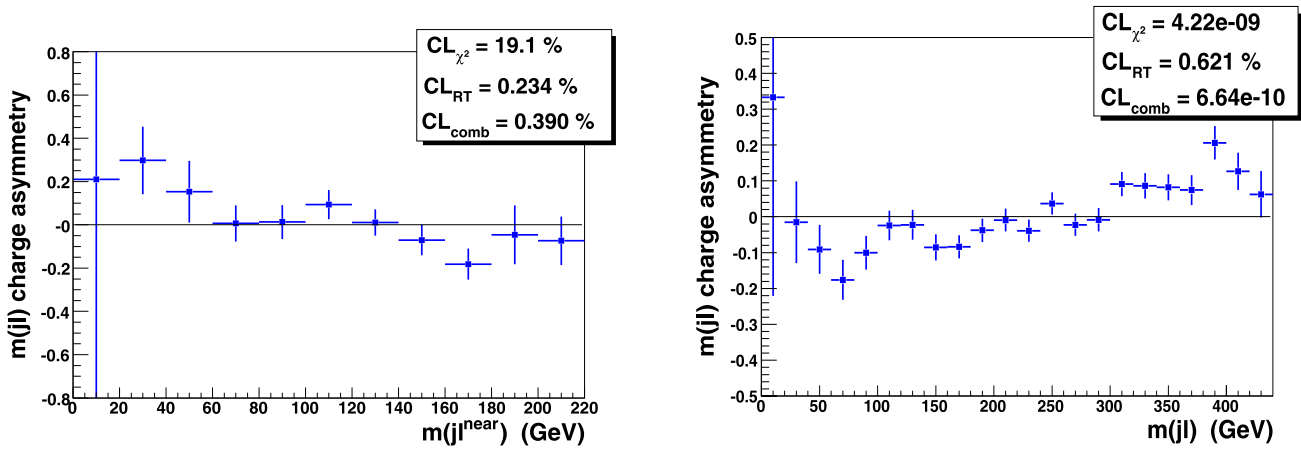 CLχ² = 19.1 %
CLRT = 0.234 %
CLcomb = 0.390 %
m(jl) charge asymmetry
0.8
0.6
0.4
0.2
-0
-0.2
-0.4
-0.6
-0.8
0 20 40 60 80 100 120 140 160 180 200 220
m(jl^near) (GeV)
CLχ² = 4.22e-09
CLRT = 0.621 %
CLcomb = 6.64e-10
m(jl) charge asymmetry
0.5
0.4
0.3
0.2
0.1
0
-0.1
-0.2
-0.3
-0.4
-0.5
0 50 100 150 200 250 300 350 400
m(jl) (GeV)